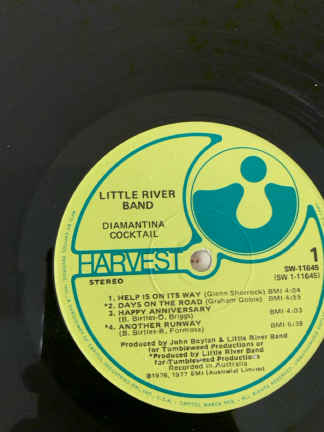 LITTLE RIVER
BAND
DIAMANTINA
COCKTAIL
HARVEST
STEREO
1
SW-11645
(SW 1-11645)
1. HELP IS ON ITS WAY (Glenn Shorrock) BMI 4:04
*2. DAYS ON THE ROAD (Graham Goble) BMI 4:55
3. HAPPY ANNIVERSARY
(B. Birtles-D. Briggs) BMI 4:03
*4. ANOTHER RUNWAY
(B. Birtles-R. Formosa) BMI 6:38
Produced by John Boylan & Little River Band
for Tumbleweed Productions or
*Produced by Little River Band
for Tumbleweed Productions
Recorded in Australia
℗1976, 1977 EMI (Australia) Limited